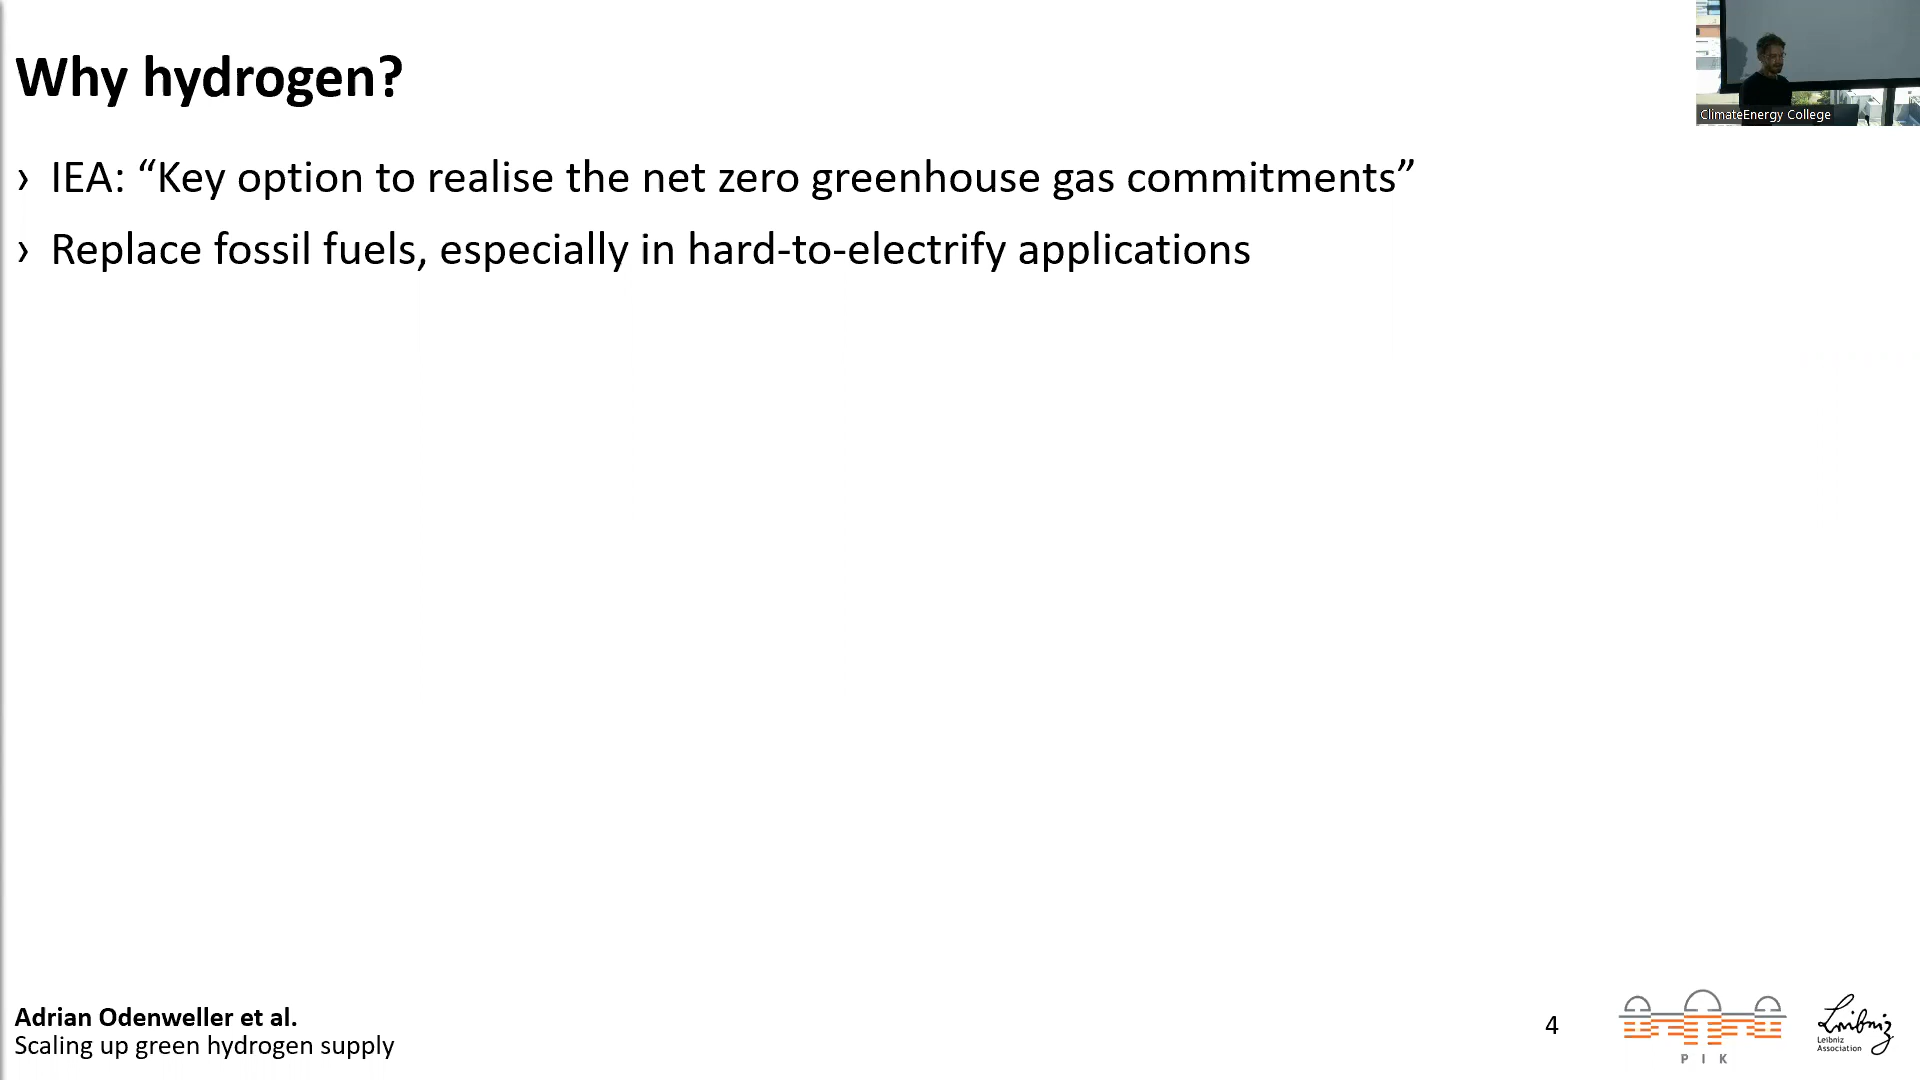 Why hydrogen?
ClimateEnergy College
› IEA: “Key option to realise the net zero greenhouse gas commitments”
› Replace fossil fuels, especially in hard-to-electrify applications
Adrian Odenweller et al.
Scaling up green hydrogen supply
4
P I K
Leibniz
Leibniz
Association